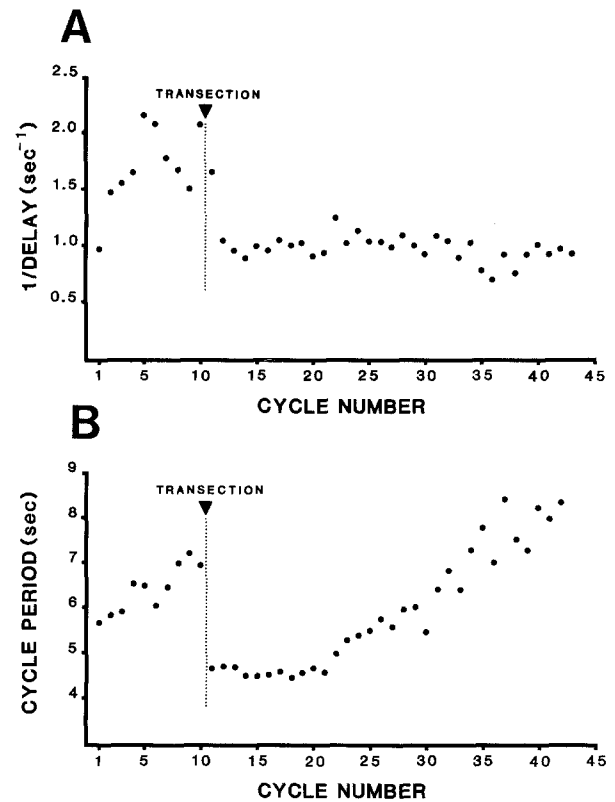 A
2.5
TRANSECTION
2.0
1.5
1.0
0.5
1/DELAY (sec⁻¹)
1 5 10 15 20 25 30 35 40 45
CYCLE NUMBER
B
9
TRANSECTION
8
7
6
5
4
CYCLE PERIOD (sec)
1 5 10 15 20 25 30 35 40 45
CYCLE NUMBER